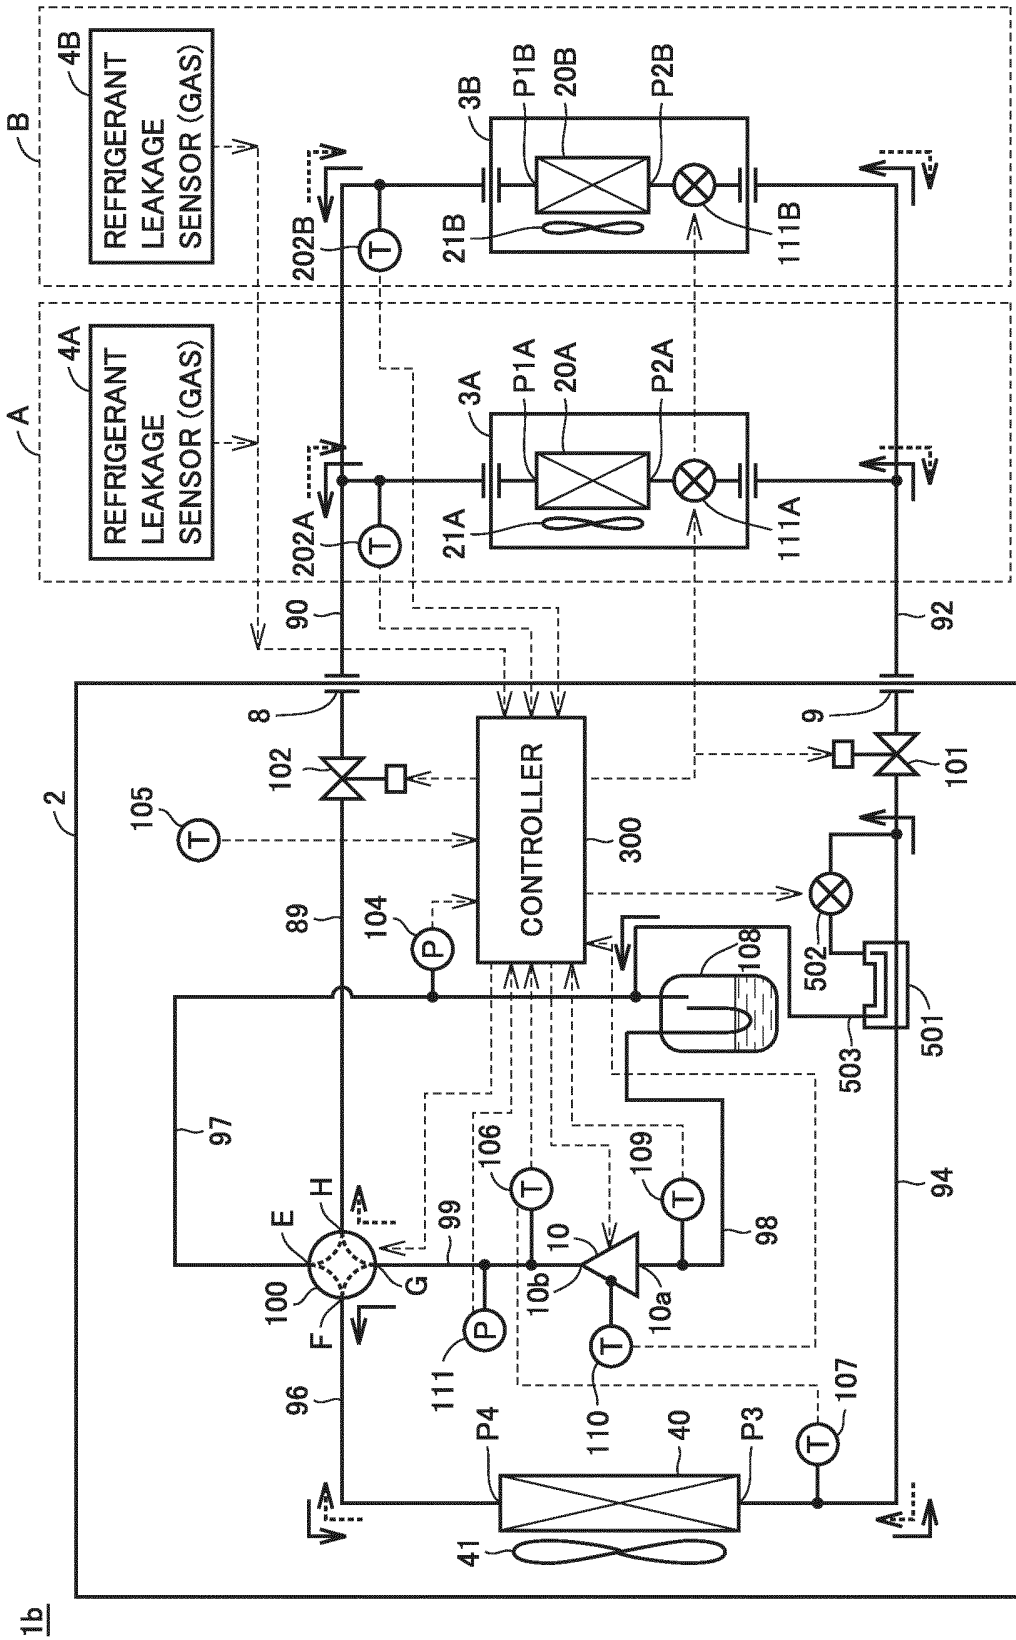 1b
2
A
B
4A
REFRIGERANT
LEAKAGE
SENSOR (GAS)
4B
REFRIGERANT
LEAKAGE
SENSOR (GAS)
105
T
8
90
202A
T
202B
T
97
89
102
104
P
E
H
100
F
G
96
99
106
T
111
P
10
10b
10a
109
T
110
T
98
CONTROLLER
300
108
P4
40
41
P3
107
T
94
503
501
502
101
9
92
3A
P1A
20A
21A
P2A
111A
3B
P1B
20B
21B
P2B
111B